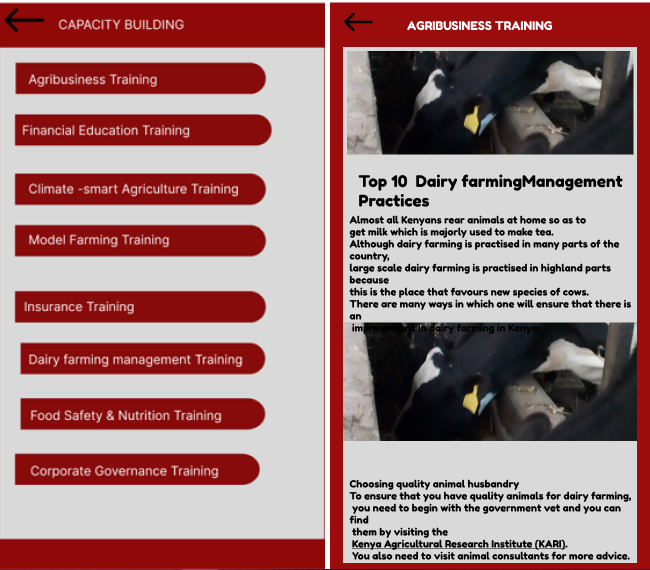 CAPACITY BUILDING
Agribusiness Training
Financial Education Training
Climate -smart Agriculture Training
Model Farming Training
Insurance Training
Dairy farming management Training
Food Safety & Nutrition Training
Corporate Governance Training
AGRIBUSINESS TRAINING
Top 10 Dairy farmingManagement
Practices
Almost all Kenyans rear animals at home so as to
get milk which is majorly used to make tea.
Although dairy farming is practised in many parts of the
country,
large scale dairy farming is practised in highland parts
because
this is the place that favours new species of cows.
There are many ways in which one will ensure that there is
an
improvement in dairy farming in Kenya;
Choosing quality animal husbandry
To ensure that you have quality animals for dairy farming,
you need to begin with the government vet and you can
find
them by visiting the
Kenya Agricultural Research Institute (KARI).
You also need to visit animal consultants for more advice.